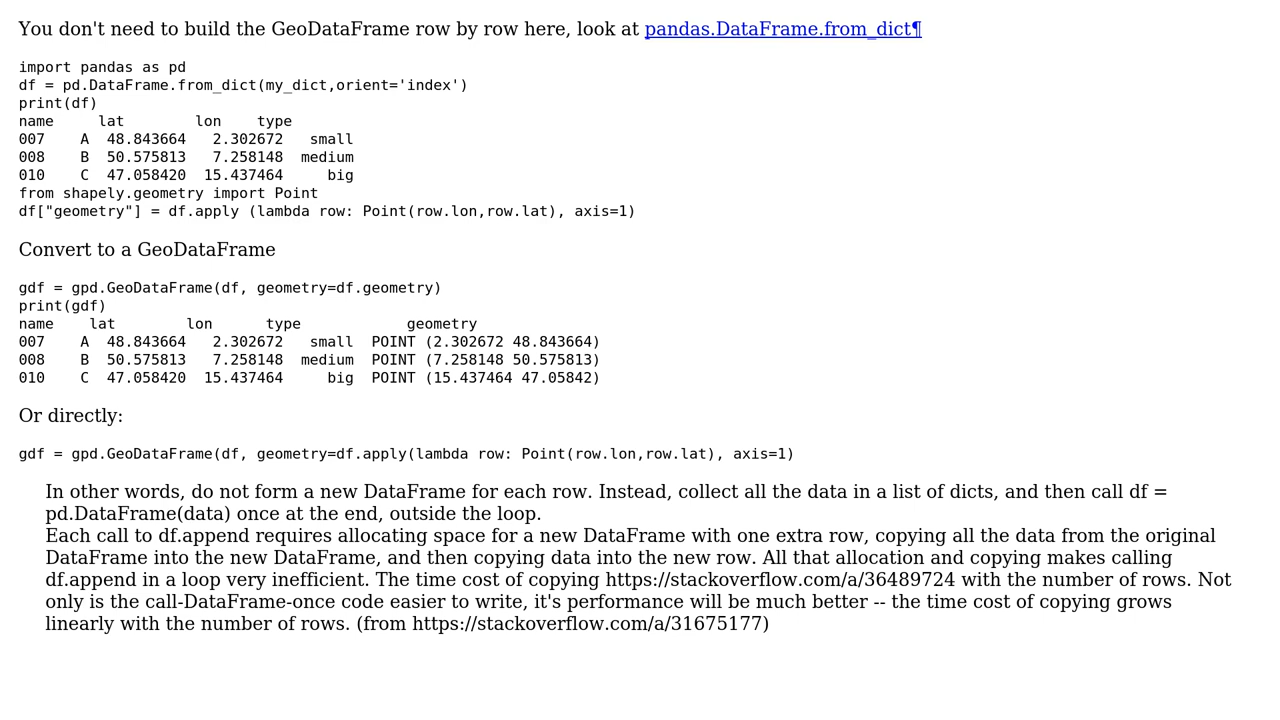 You don't need to build the GeoDataFrame row by row here, look at pandas.DataFrame.from_dict¶
import pandas as pd
df = pd.DataFrame.from_dict(my_dict,orient='index')
print(df)
name     lat        lon    type
007    A  48.843664   2.302672   small
008    B  50.575813   7.258148  medium
010    C  47.058420  15.437464     big
from shapely.geometry import Point
df["geometry"] = df.apply (lambda row: Point(row.lon,row.lat), axis=1)
Convert to a GeoDataFrame
gdf = gpd.GeoDataFrame(df, geometry=df.geometry)
print(gdf)
name    lat        lon      type            geometry
007    A  48.843664   2.302672   small  POINT (2.302672 48.843664)
008    B  50.575813   7.258148  medium  POINT (7.258148 50.575813)
010    C  47.058420  15.437464     big  POINT (15.437464 47.05842)
Or directly:
gdf = gpd.GeoDataFrame(df, geometry=df.apply(lambda row: Point(row.lon,row.lat), axis=1)
In other words, do not form a new DataFrame for each row. Instead, collect all the data in a list of dicts, and then call df =
pd.DataFrame(data) once at the end, outside the loop.
Each call to df.append requires allocating space for a new DataFrame with one extra row, copying all the data from the original
DataFrame into the new DataFrame, and then copying data into the new row. All that allocation and copying makes calling
df.append in a loop very inefficient. The time cost of copying https://stackoverflow.com/a/36489724 with the number of rows. Not
only is the call-DataFrame-once code easier to write, it's performance will be much better -- the time cost of copying grows
linearly with the number of rows. (from https://stackoverflow.com/a/31675177)